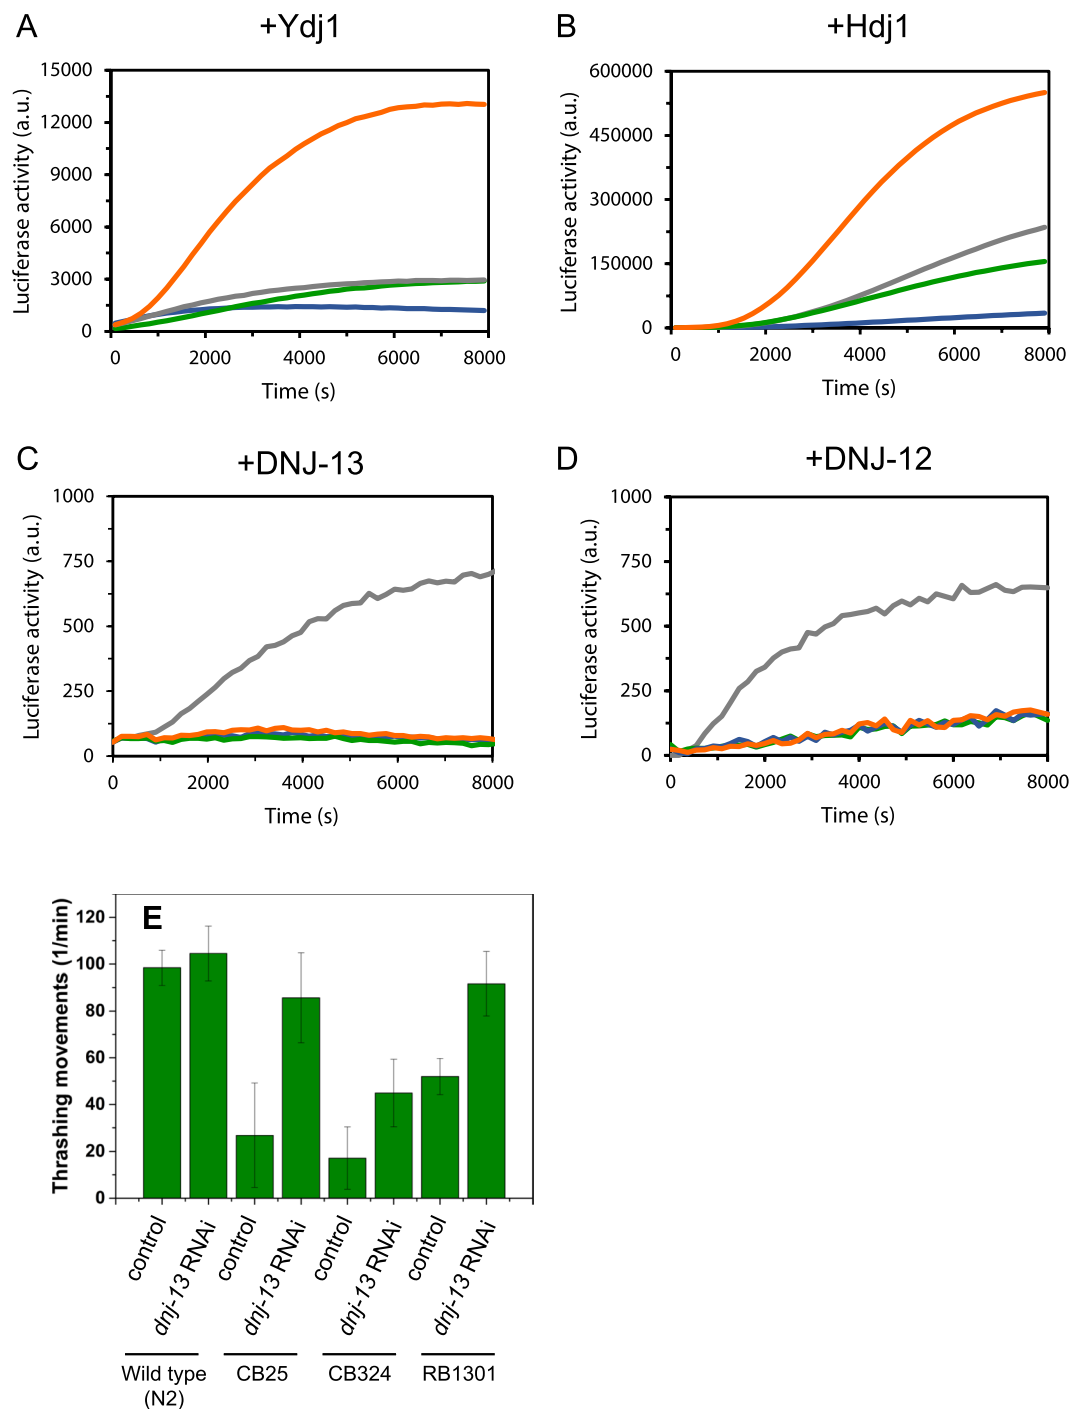 A
+Ydj1
15000
12000
9000
6000
3000
0
Luciferase activity (a.u.)
0 2000 4000 6000 8000
Time (s)
B
+Hdj1
600000
450000
300000
150000
0
Luciferase activity (a.u.)
0 2000 4000 6000 8000
Time (s)
C
+DNJ-13
1000
750
500
250
0
Luciferase activity (a.u.)
0 2000 4000 6000 8000
Time (s)
D
+DNJ-12
1000
750
500
250
0
Luciferase activity (a.u.)
0 2000 4000 6000 8000
Time (s)
E
Thrashing movements (1/min)
120
100
80
60
40
20
0
control
dnj-13 RNAi
control
dnj-13 RNAi
control
dnj-13 RNAi
control
dnj-13 RNAi
Wild type
(N2)
CB25
CB324
RB1301